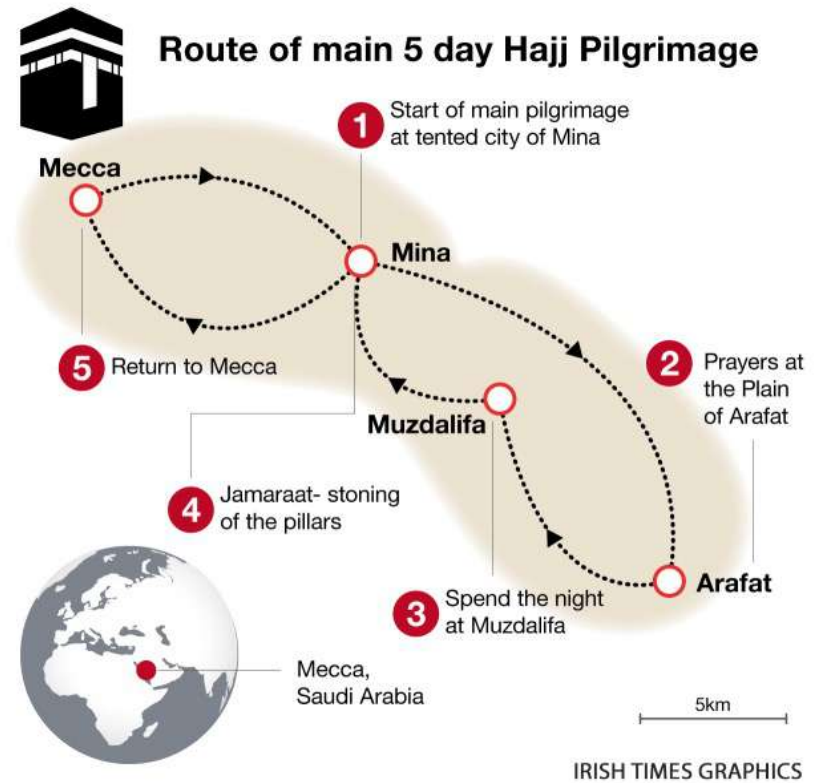 Route of main 5 day Hajj Pilgrimage
1
Start of main pilgrimage
at tented city of Mina
Mecca
Mina
2
Prayers at
the Plain
of Arafat
5
Return to Mecca
Muzdalifa
4
Jamaraat- stoning
of the pillars
Arafat
3
Spend the night
at Muzdalifa
Mecca,
Saudi Arabia
5km
IRISH TIMES GRAPHICS